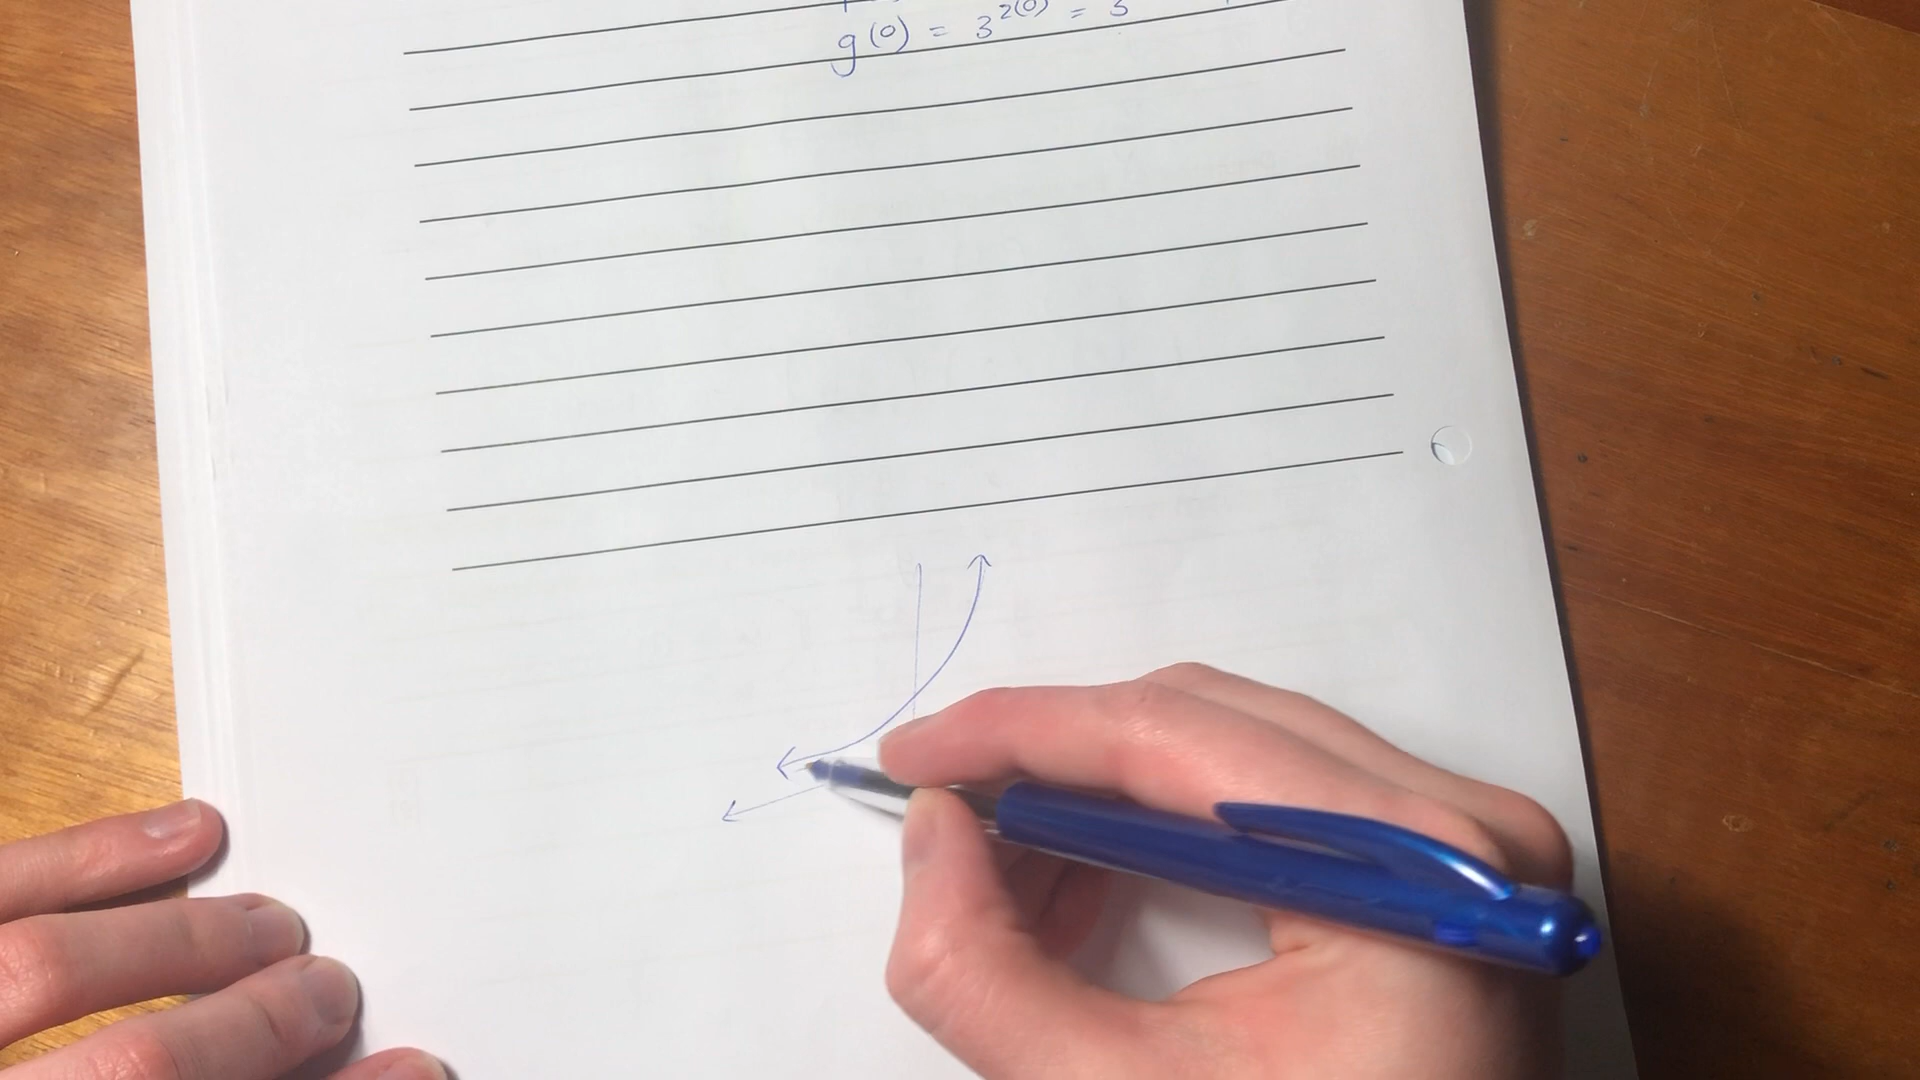 g(0) = 3^2(0) = 3